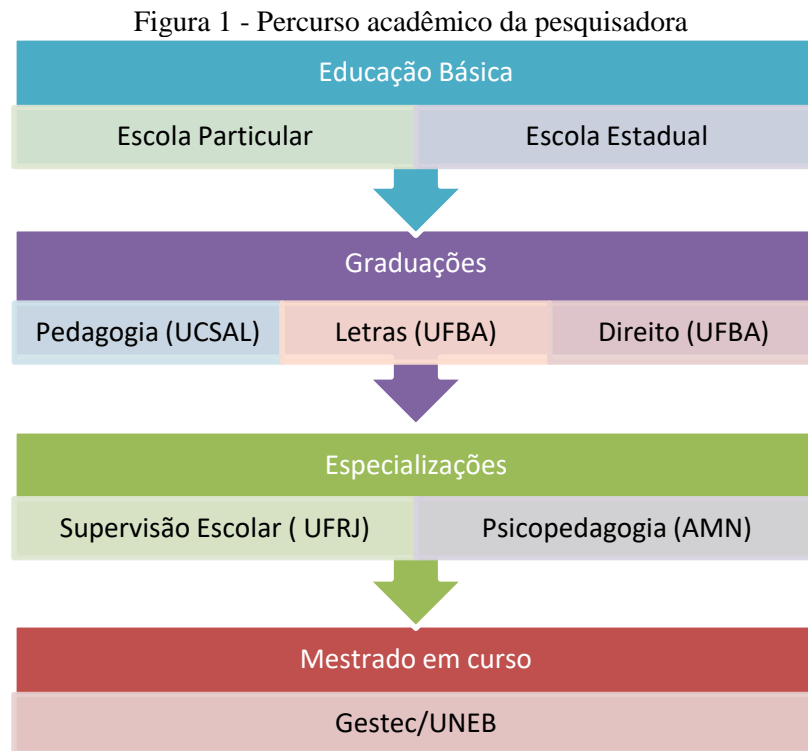 Figura 1 - Percurso acadêmico da pesquisadora
Educação Básica
Escola Particular
Escola Estadual
Graduações
Pedagogia (UCSAL)
Letras (UFBA)
Direito (UFBA)
Especializações
Supervisão Escolar ( UFRJ)
Psicopedagogia (AMN)
Mestrado em curso
Gestec/UNEB